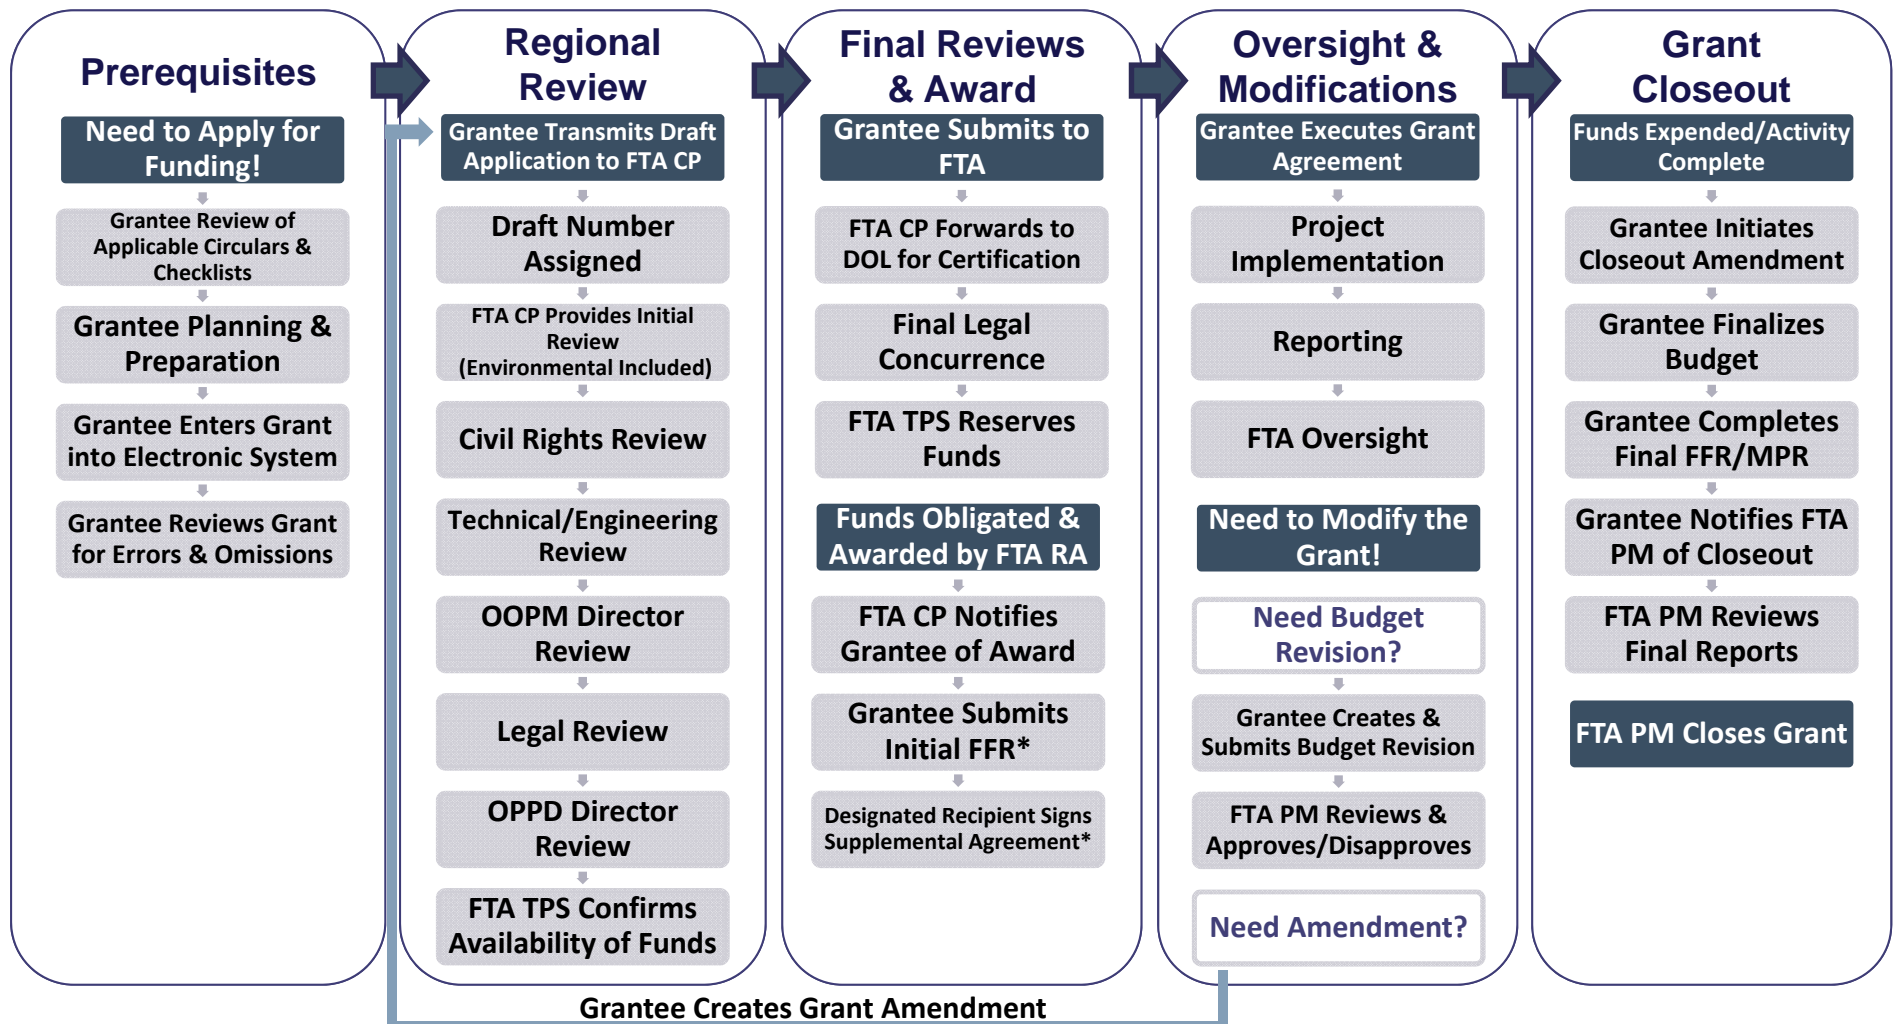 Prerequisites
Need to Apply for
Funding!
Grantee Review of
Applicable Circulars &
Checklists
Grantee Planning &
Preparation
Grantee Enters Grant
into Electronic System
Grantee Reviews Grant
for Errors & Omissions
Regional
Review
Grantee Transmits Draft
Application to FTA CP
Draft Number
Assigned
FTA CP Provides Initial
Review
(Environmental Included)
Civil Rights Review
Technical/Engineering
Review
OOPM Director
Review
Legal Review
OPPD Director
Review
FTA TPS Confirms
Availability of Funds
Final Reviews
& Award
Grantee Submits to
FTA
FTA CP Forwards to
DOL for Certification
Final Legal
Concurrence
FTA TPS Reserves
Funds
Funds Obligated &
Awarded by FTA RA
FTA CP Notifies
Grantee of Award
Grantee Submits
Initial FFR*
Designated Recipient Signs
Supplemental Agreement*
Oversight &
Modifications
Grantee Executes Grant
Agreement
Project
Implementation
Reporting
FTA Oversight
Need to Modify the
Grant!
Need Budget
Revision?
Grantee Creates &
Submits Budget Revision
FTA PM Reviews &
Approves/Disapproves
Need Amendment?
Grant
Closeout
Funds Expended/Activity
Complete
Grantee Initiates
Closeout Amendment
Grantee Finalizes
Budget
Grantee Completes
Final FFR/MPR
Grantee Notifies FTA
PM of Closeout
FTA PM Reviews
Final Reports
FTA PM Closes Grant
Grantee Creates Grant Amendment